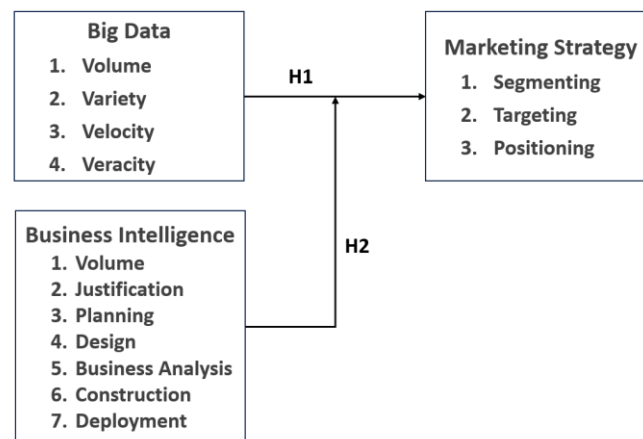 Big Data
1. Volume
2. Variety
3. Velocity
4. Veracity
H1
Marketing Strategy
1. Segmenting
2. Targeting
3. Positioning
Business Intelligence
1. Volume
2. Justification
3. Planning
4. Design
5. Business Analysis
6. Construction
7. Deployment
H2